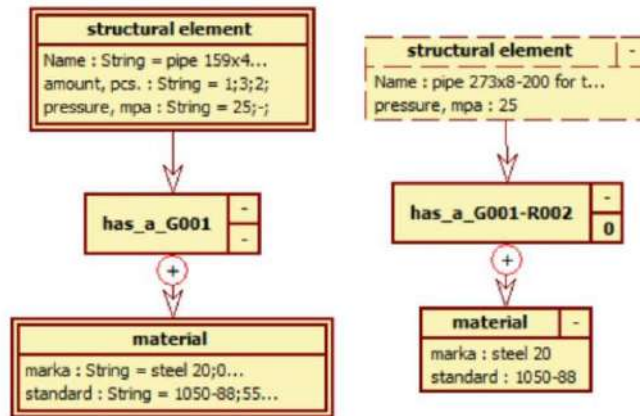 structural element
Name : String = pipe 159x4...
amount, pcs. : String = 1;3;2;
pressure, mpa : String = 25;-;
has_a_G001
-
-
+
material
marka : String = steel 20;0...
standard : String = 1050-88;55...
structural element
-
Name : pipe 273x8-200 for t...
pressure, mpa : 25
has_a_G001-R002
-
0
+
material
-
marka : steel 20
standard : 1050-88